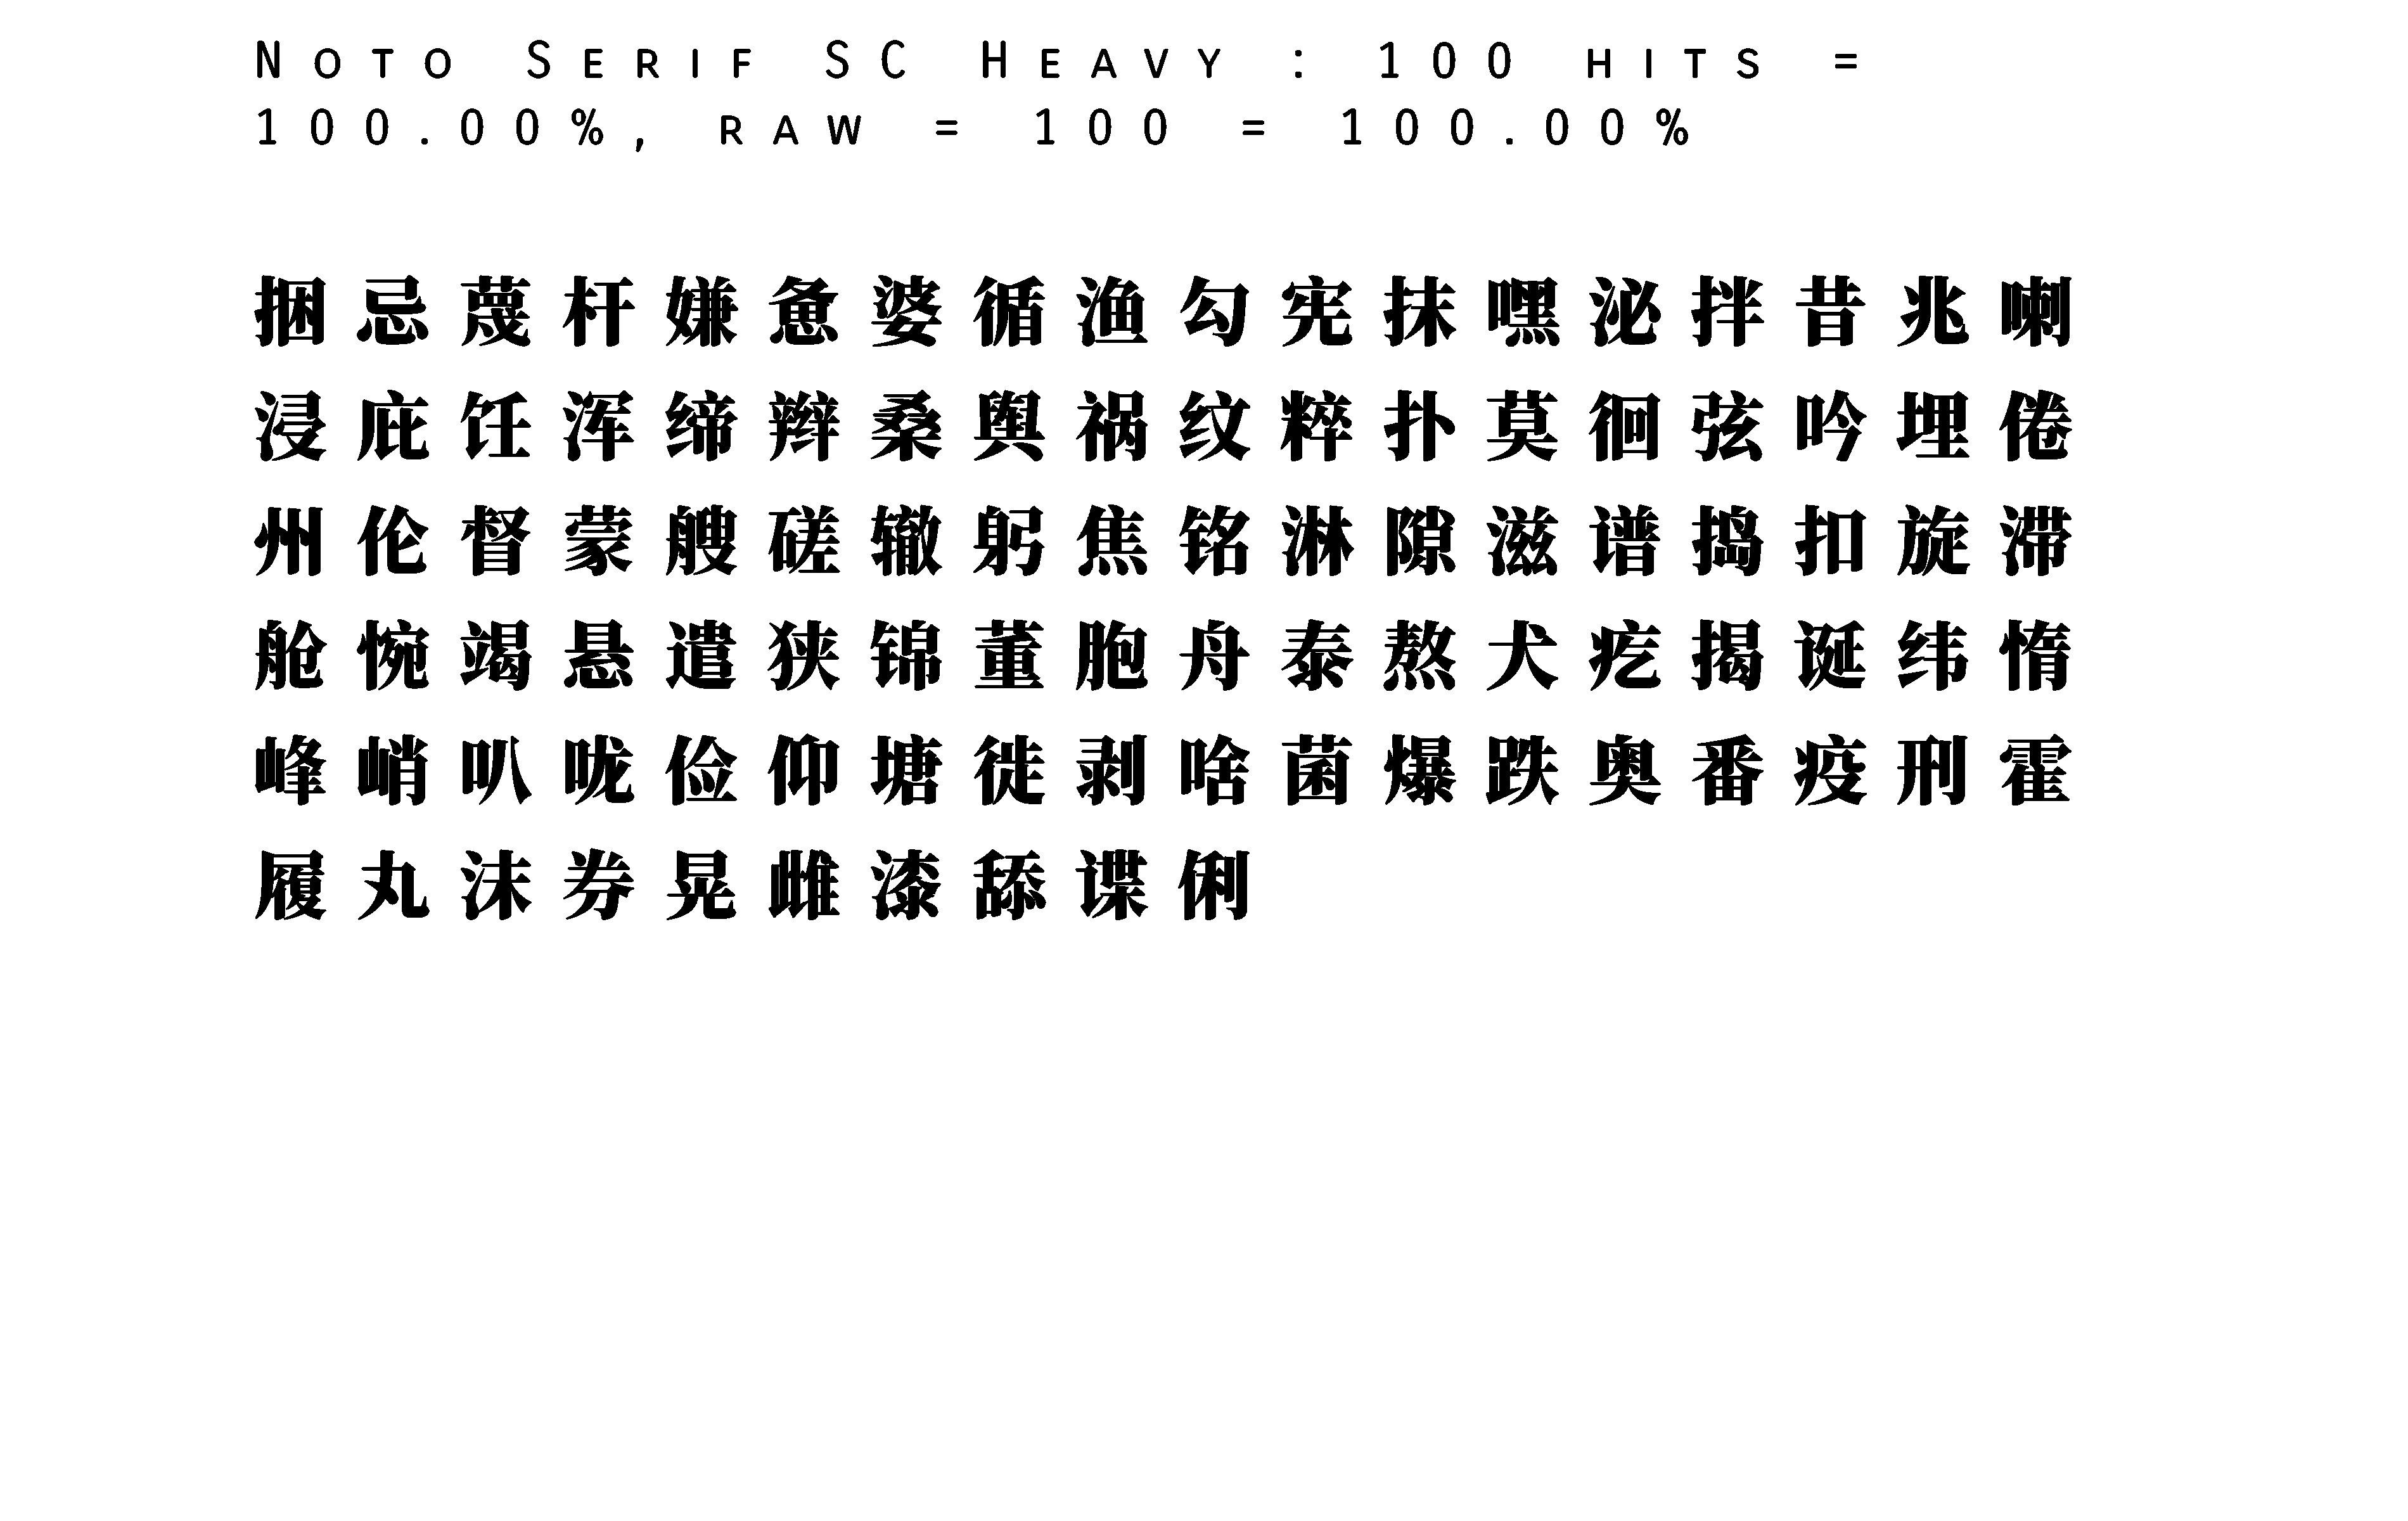 Noto Serif SC Heavy : 100 hits =
100.00%, raw = 100 = 100.00%
捆忌蔑杆嫌惫婆循渔勾宪抹嘿泌拌昔兆喇
浸庇饪浑缔辫桑舆祸纹粹扑莫徊弦吟埋倦
州伦督蒙艘磋辙躬焦铭淋隙滋谱捣扣旋滞
舱惋竭悬遣狭锦董胞舟泰熬犬疙揭诞纬惰
峰峭叭咙俭仰塘徙剥啥菌爆跌奥番疫刑霍
履丸沫券晃雌漆舔谍俐